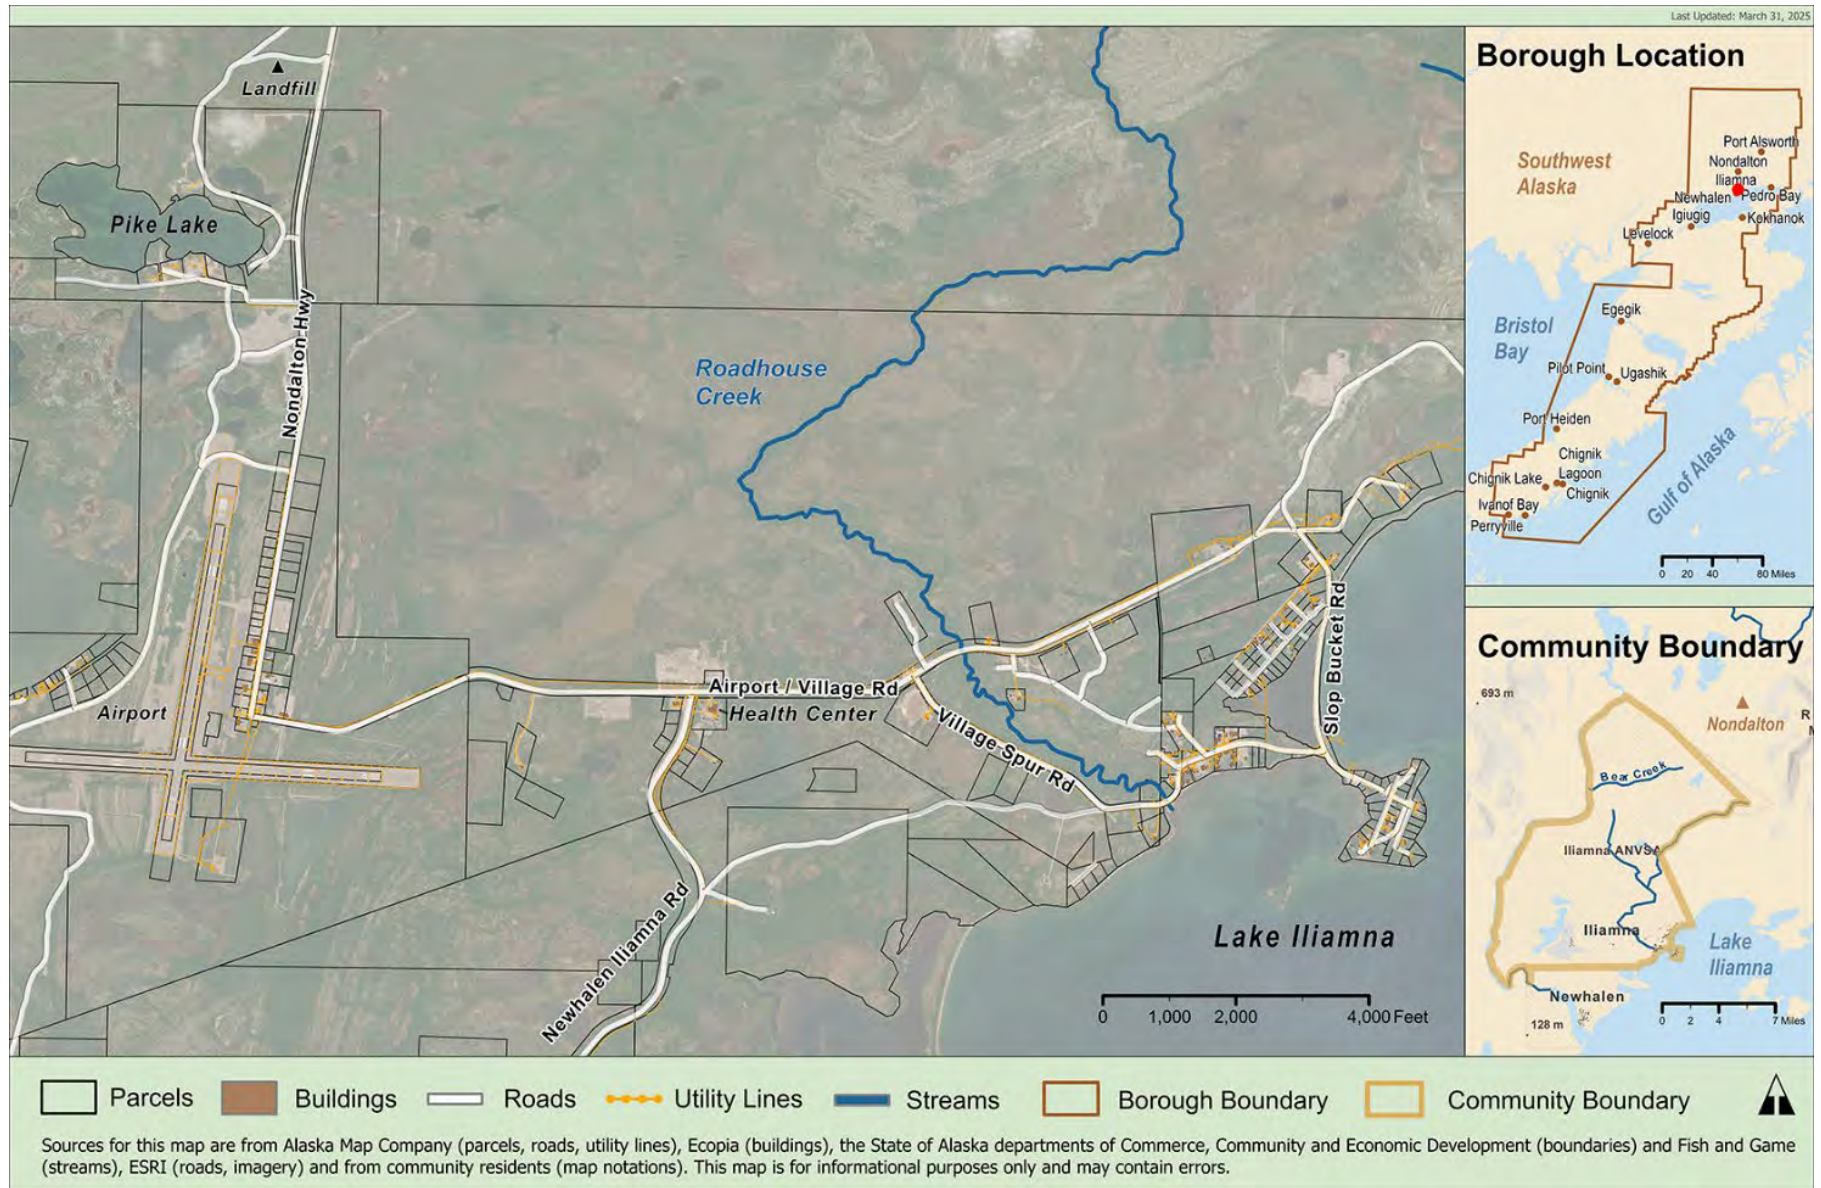 Last Updated: March 31, 2025
Landfill
Pike Lake
Nondalton Hwy
Roadhouse
Creek
Airport
Airport / Village Rd
Health Center
Village Spur Rd
Slop Bucket Rd
Newhalen Iliamna Rd
Lake Iliamna
0 1,000 2,000 4,000 Feet
Borough Location
Southwest
Alaska
Port Alsworth
Nondalton
Iliamna
Newhalen
Pedro Bay
Igiugig
Kokhanok
Levelock
Egegik
Bristol
Bay
Pilot Point
Ugashik
Port Heiden
Chignik
Lagoon
Chignik Lake
Chignik
Ivanof Bay
Perryville
Gulf of Alaska
0 20 40 80 Miles
Community Boundary
693 m
Nondalton
R
Bear Creek
Iliamna ANVSA
Iliamna
Lake
Iliamna
Newhalen
128 m
0 2 4 7 Miles
Parcels
Buildings
Roads
Utility Lines
Streams
Borough Boundary
Community Boundary
Sources for this map are from Alaska Map Company (parcels, roads, utility lines), Ecopia (buildings), the State of Alaska departments of Commerce, Community and Economic Development (boundaries) and Fish and Game
(streams), ESRI (roads, imagery) and from community residents (map notations). This map is for informational purposes only and may contain errors.